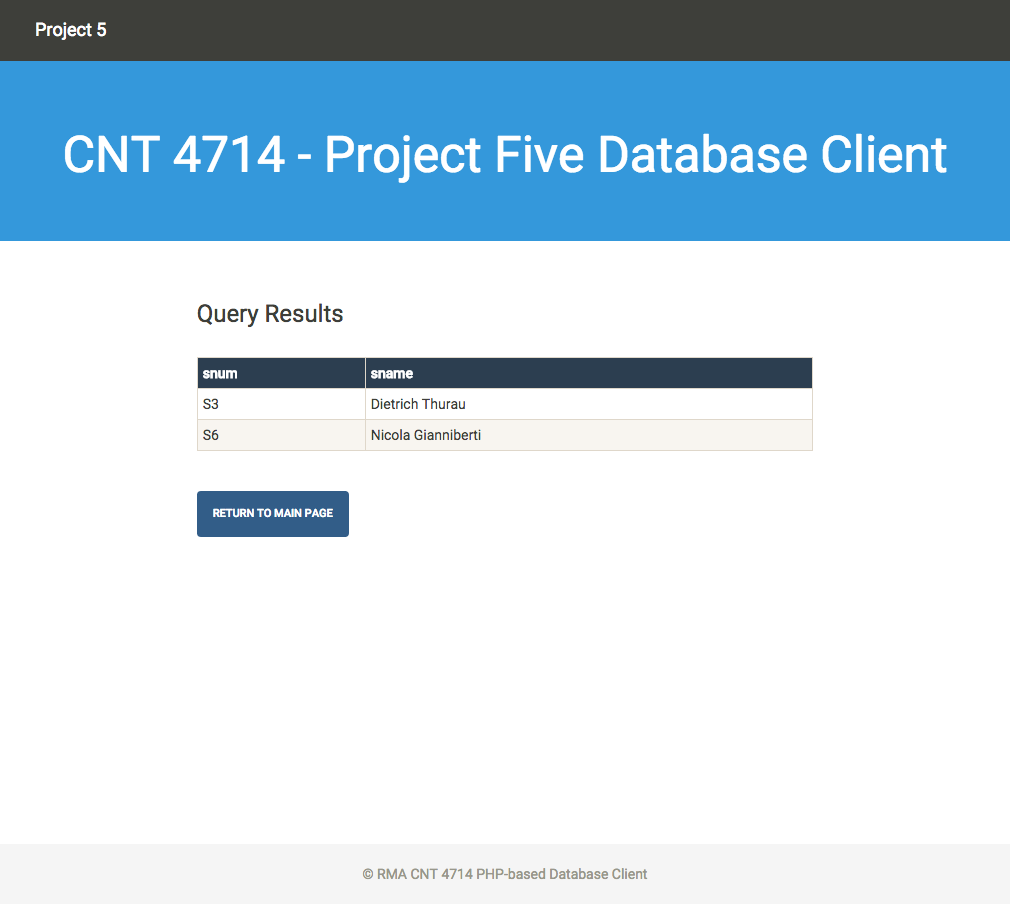 Project 5
CNT 4714 - Project Five Database Client
Query Results
snum sname
S3 Dietrich Thurau
S6 Nicola Gianniberti
RETURN TO MAIN PAGE
© RMA CNT 4714 PHP-based Database Client